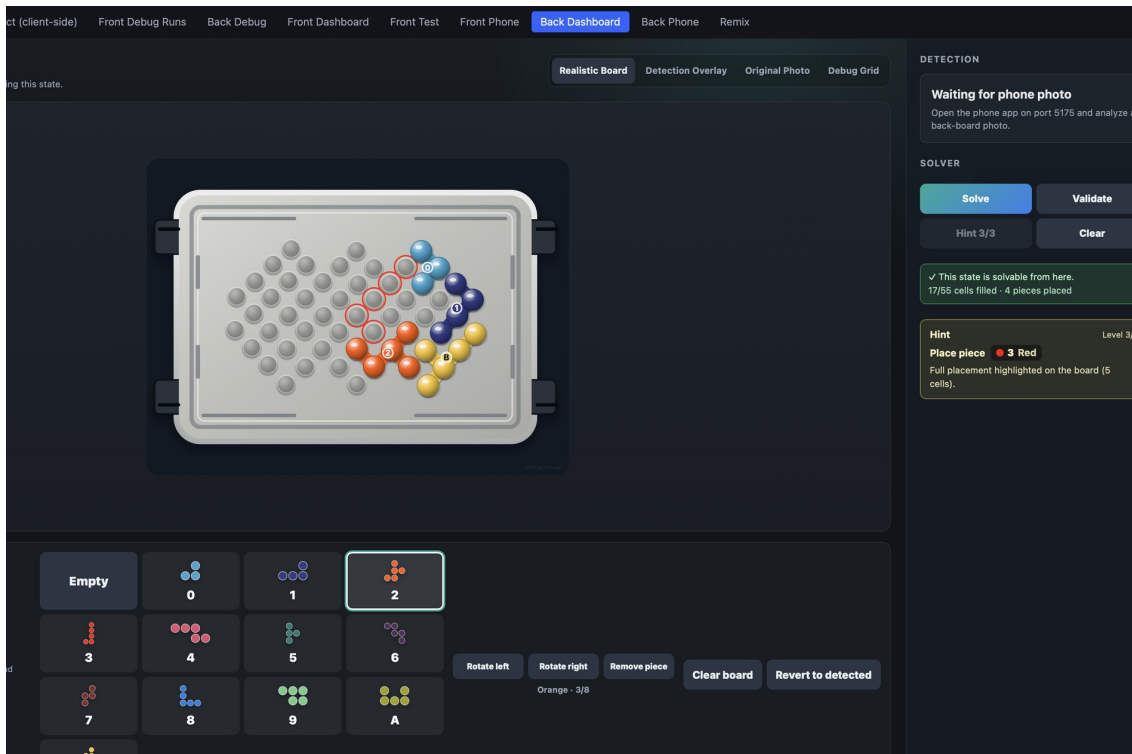 ct (client-side) Front Debug Runs Back Debug Front Dashboard Front Test Front Phone Back Dashboard Back Phone Remix
ing this state.
Realistic Board Detection Overlay Original Photo Debug Grid
0
1
2
B
DETECTION
Waiting for phone photo
Open the phone app on port 5175 and analyze a
back-board photo.
SOLVER
Solve Validate
Hint 3/3 Clear
✓ This state is solvable from here.
17/55 cells filled · 4 pieces placed
Hint Level 3/
Place piece 3 Red
Full placement highlighted on the board (5
cells).
Empty 0 1 2
3 4 5 6
7 8 9 A
Rotate left Rotate right Remove piece
Orange · 3/8
Clear board Revert to detected